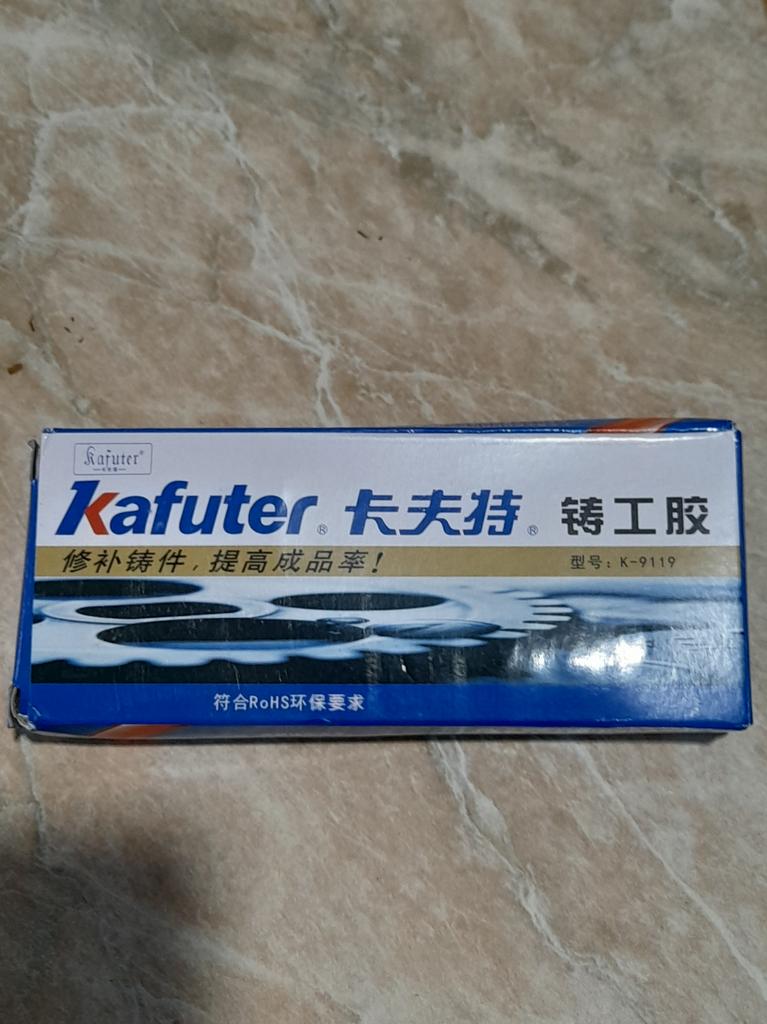 Kafuter®
Kafuter® 卡夫特® 铸工胶
修补铸件,提高成品率!
型号:K-9119
符合RoHS环保要求